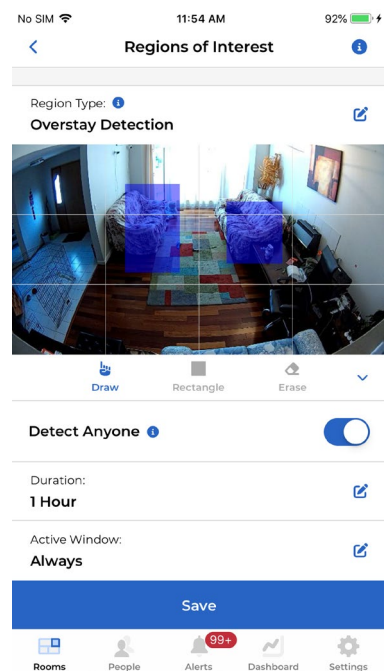 No SIM 11:54 AM 92%
Regions of Interest
Region Type:
Overstay Detection
Draw Rectangle Erase
Detect Anyone
Duration:
1 Hour
Active Window:
Always
Save
99+
Rooms People Alerts Dashboard Settings